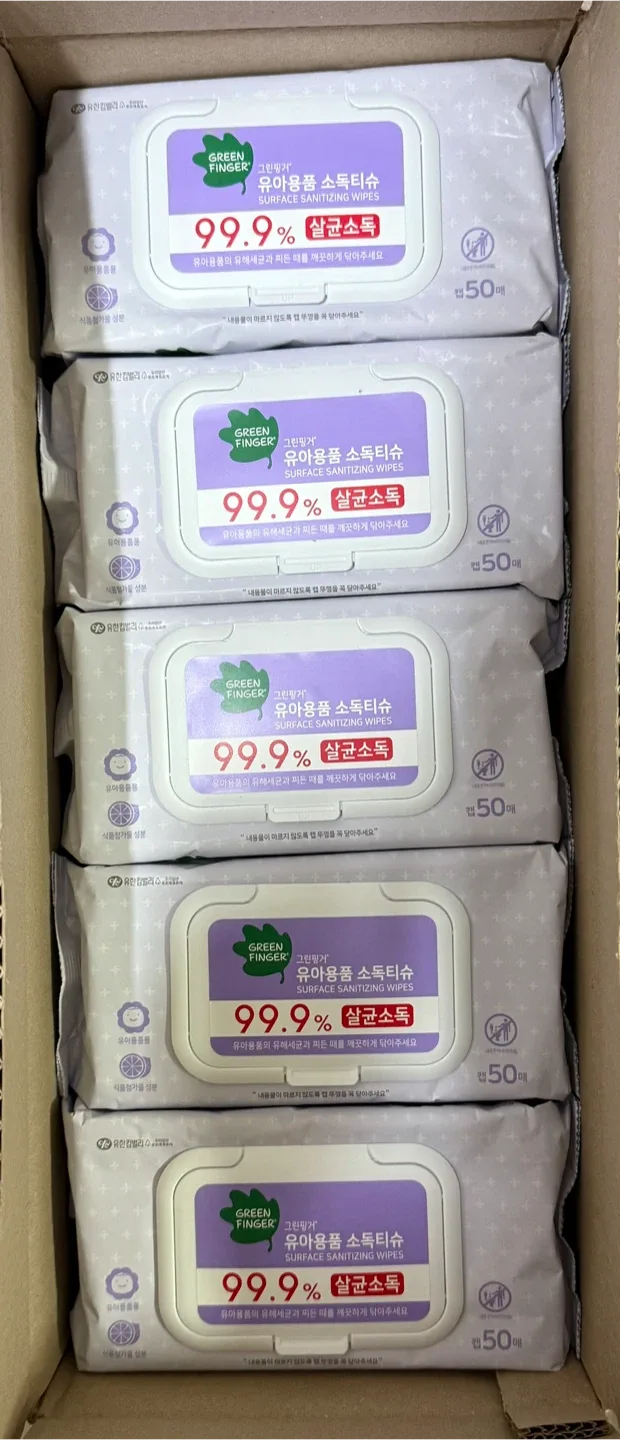 유한킴벌리
GREEN
FINGER
그린핑거
유아용품 소독티슈
SURFACE SANITIZING WIPES
99.9% 살균소독
유아용품의 유해세균과 찌든 때를 깨끗하게 닦아주세요
유아용품용
식품첨가물 성분
캡50매
"내용물이 마르지 않도록 캡 뚜껑을 꼭 닫아주세요"
유한킴벌리
GREEN
FINGER
그린핑거
유아용품 소독티슈
SURFACE SANITIZING WIPES
99.9% 살균소독
유아용품의 유해세균과 찌든 때를 깨끗하게 닦아주세요
유아용품용
식품첨가물 성분
캡50매
"내용물이 마르지 않도록 캡 뚜껑을 꼭 닫아주세요"
유한킴벌리
GREEN
FINGER
그린핑거
유아용품 소독티슈
SURFACE SANITIZING WIPES
99.9% 살균소독
유아용품의 유해세균과 찌든 때를 깨끗하게 닦아주세요
유아용품용
식품첨가물 성분
캡50매
"내용물이 마르지 않도록 캡 뚜껑을 꼭 닫아주세요"
유한킴벌리
GREEN
FINGER
그린핑거
유아용품 소독티슈
SURFACE SANITIZING WIPES
99.9% 살균소독
유아용품의 유해세균과 찌든 때를 깨끗하게 닦아주세요
유아용품용
식품첨가물 성분
캡50매
"내용물이 마르지 않도록 캡 뚜껑을 꼭 닫아주세요"
유한킴벌리
GREEN
FINGER
그린핑거
유아용품 소독티슈
SURFACE SANITIZING WIPES
99.9% 살균소독
유아용품의 유해세균과 찌든 때를 깨끗하게 닦아주세요
유아용품용
식품첨가물 성분
캡50매
"내용물이 마르지 않도록 캡 뚜껑을 꼭 닫아주세요"